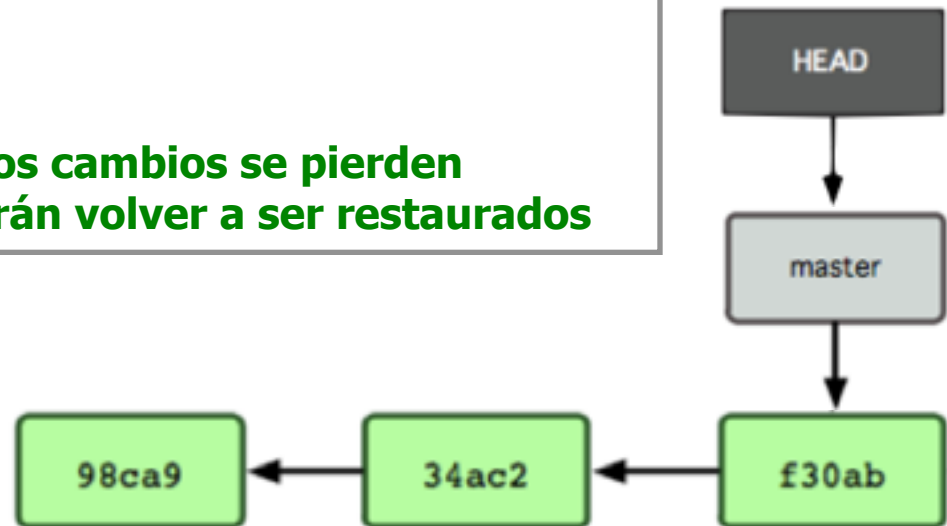 HEAD
os cambios se pierden
rán volver a ser restaurados
master
98ca9 34ac2 f30ab